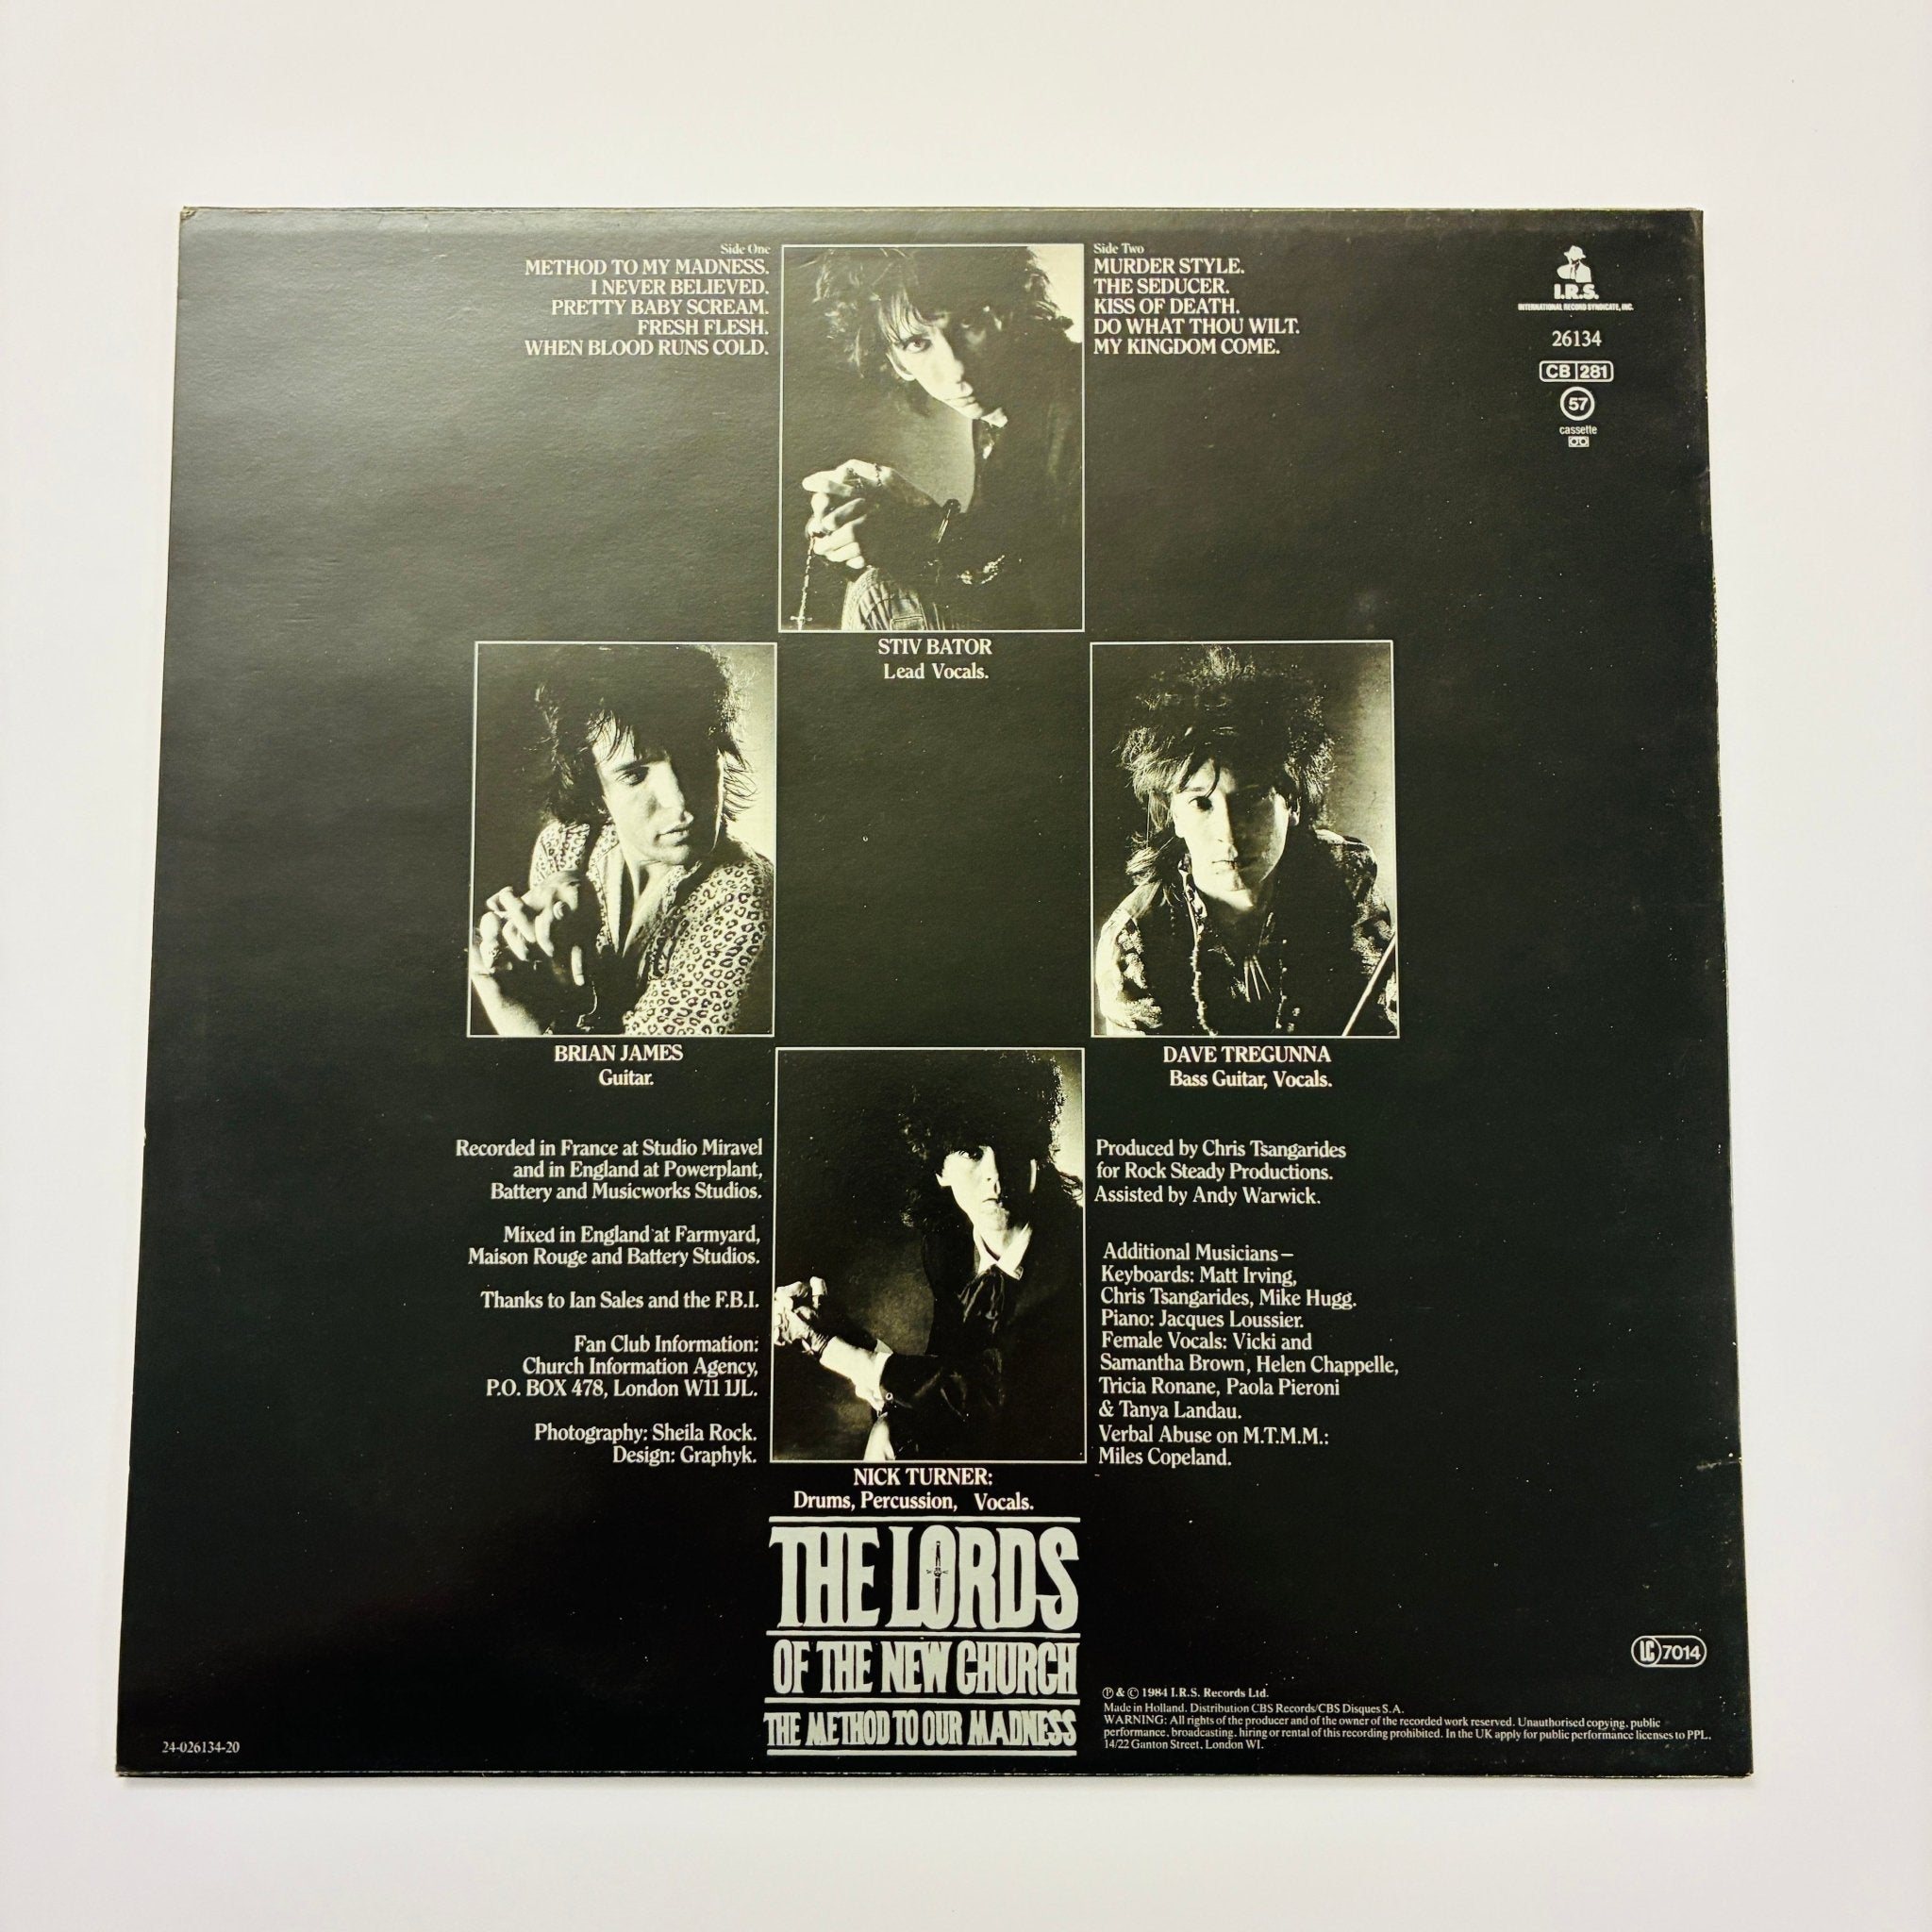 Side One
METHOD TO MY MADNESS.
I NEVER BELIEVED.
PRETTY BABY SCREAM.
FRESH FLESH.
WHEN BLOOD RUNS COLD.
Side Two
MURDER STYLE.
THE SEDUCER.
KISS OF DEATH.
DO WHAT THOU WILT.
MY KINGDOM COME.
I.R.S.
INTERNATIONAL RECORD SYNDICATE, INC.
26134
CB 281
57
cassette
STIV BATOR
Lead Vocals.
BRIAN JAMES
Guitar.
DAVE TREGUNNA
Bass Guitar, Vocals.
Recorded in France at Studio Miravel
and in England at Powerplant,
Battery and Musicworks Studios.
Mixed in England at Farmyard,
Maison Rouge and Battery Studios.
Thanks to Ian Sales and the F.B.I.
Fan Club Information:
Church Information Agency,
P.O. BOX 478, London W11 1JL.
Photography: Sheila Rock.
Design: Graphyk.
Produced by Chris Tsangarides
for Rock Steady Productions.
Assisted by Andy Warwick.
Additional Musicians –
Keyboards: Matt Irving,
Chris Tsangarides, Mike Hugg.
Piano: Jacques Loussier.
Female Vocals: Vicki and
Samantha Brown, Helen Chappelle,
Tricia Ronane, Paola Pieroni
& Tanya Landau.
Verbal Abuse on M.T.M.M.:
Miles Copeland.
NICK TURNER:
Drums, Percussion, Vocals.
THE LORDS
OF THE NEW CHURCH
THE METHOD TO OUR MADNESS
LC 7014
℗ & © 1984 I.R.S. Records Ltd.
Made in Holland. Distribution CBS Records/CBS Disques S.A.
WARNING: All rights of the producer and of the owner of the recorded work reserved. Unauthorised copying, public
performance, broadcasting, hiring or rental of this recording prohibited. In the UK apply for public performance licenses to PPL,
14/22 Ganton Street, London W1.
24-026134-20